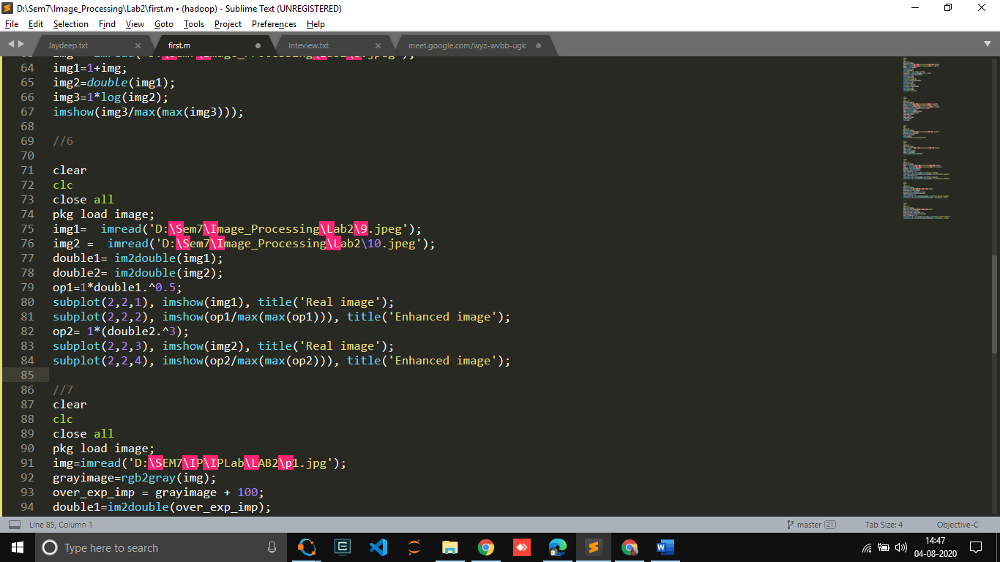 D:\Sem7\Image_Processing\Lab2\first.m • (hadoop) - Sublime Text (UNREGISTERED)
File Edit Selection Find View Goto Tools Project Preferences Help
Jaydeep.txt first.m Inteview.txt meet.google.com/wyz-wvbb-ugk
64 img1=1+img;
65 img2=double(img1);
66 img3=1*log(img2);
67 imshow(img3/max(max(img3)));
68
69 //6
70
71 clear
72 clc
73 close all
74 pkg load image;
75 img1=  imread('D:\Sem7\Image_Processing\Lab2\9.jpeg');
76 img2 =  imread('D:\Sem7\Image_Processing\Lab2\10.jpeg');
77 double1= im2double(img1);
78 double2= im2double(img2);
79 op1=1*double1.^0.5;
80 subplot(2,2,1), imshow(img1), title('Real image');
81 subplot(2,2,2), imshow(op1/max(max(op1))), title('Enhanced image');
82 op2= 1*(double2.^3);
83 subplot(2,2,3), imshow(img2), title('Real image');
84 subplot(2,2,4), imshow(op2/max(max(op2))), title('Enhanced image');
85
86 //7
87 clear
88 clc
89 close all
90 pkg load image;
91 img=imread('D:\SEM7\IP\IPLab\LAB2\p1.jpg');
92 grayimage=rgb2gray(img);
93 over_exp_imp = grayimage + 100;
94 double1=im2double(over_exp_imp);
Line 85, Column 1 master 21 Tab Size: 4 Objective-C
Type here to search
14:47
04-08-2020